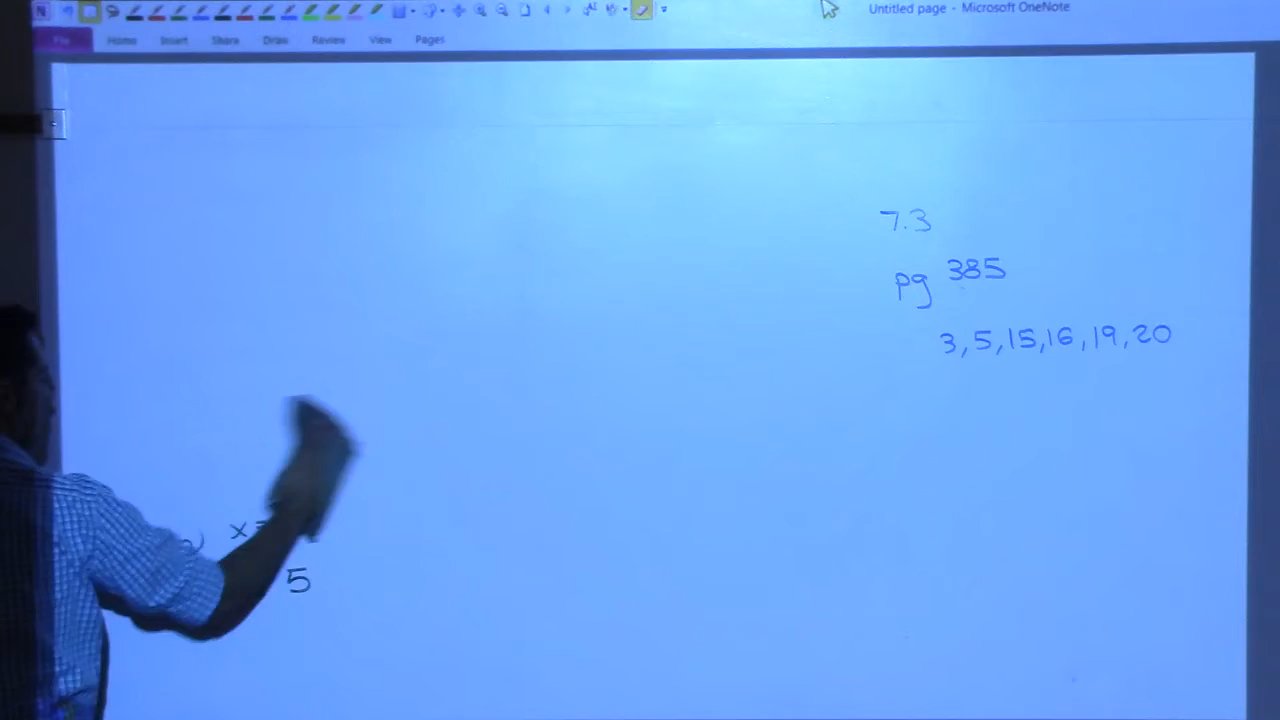 Untitled page - Microsoft OneNote
File Home Insert Share Draw Review View Pages
7.3
pg 385
3, 5, 15, 16, 19, 20
x =
5